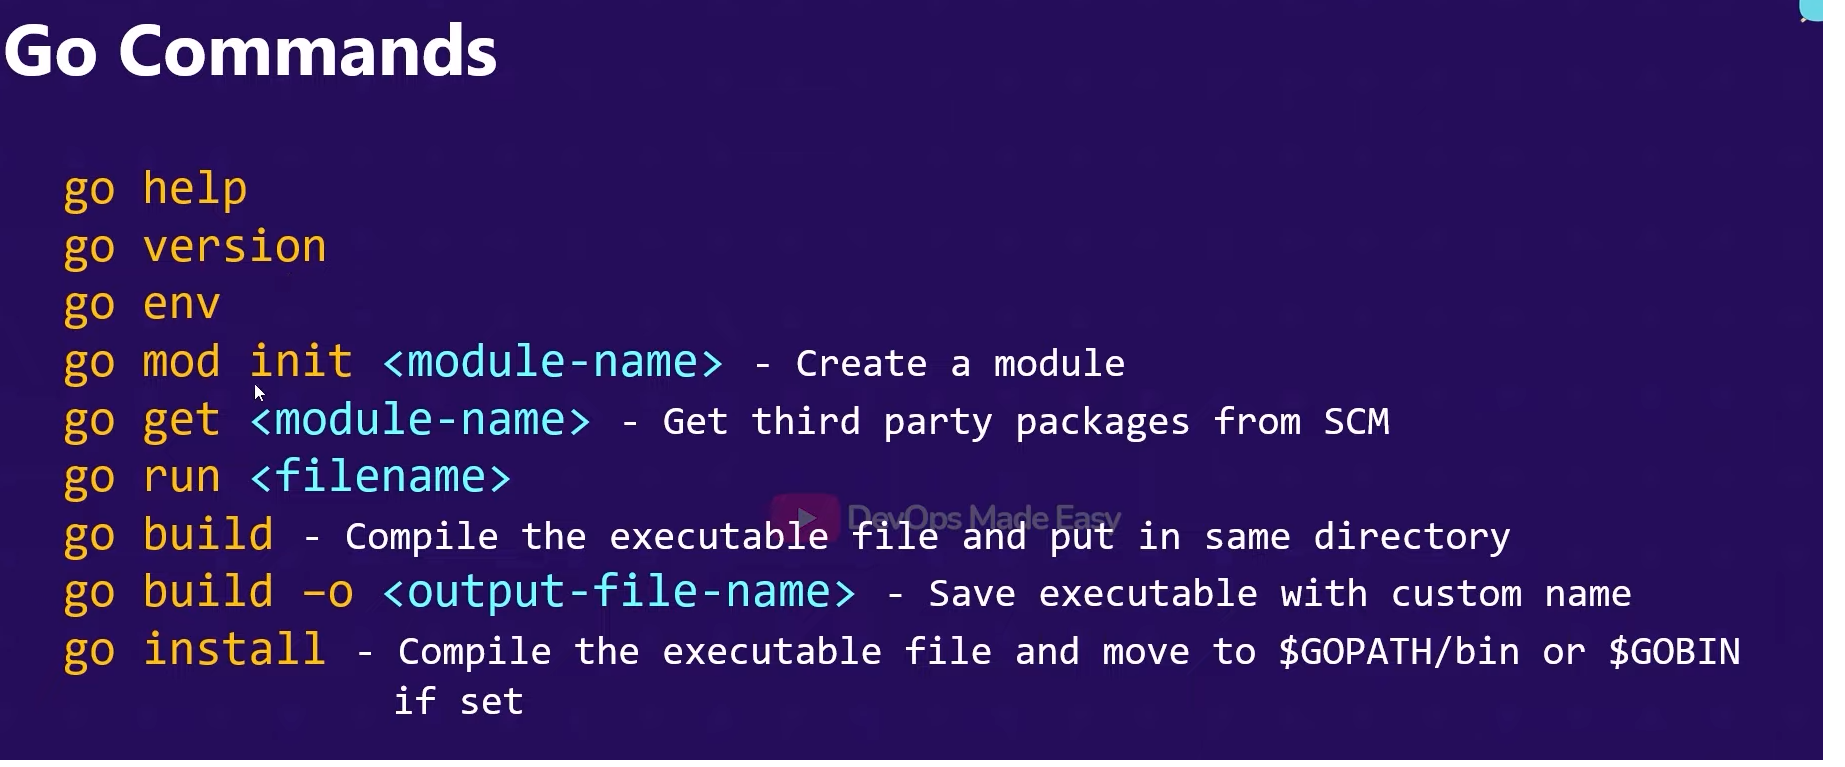 Go Commands
go help
go version
go env
go mod init <module-name> - Create a module
go get <module-name> - Get third party packages from SCM
go run <filename>
DevOps Made Easy
go build - Compile the executable file and put in same directory
go build –o <output-file-name> - Save executable with custom name
go install - Compile the executable file and move to $GOPATH/bin or $GOBIN
if set